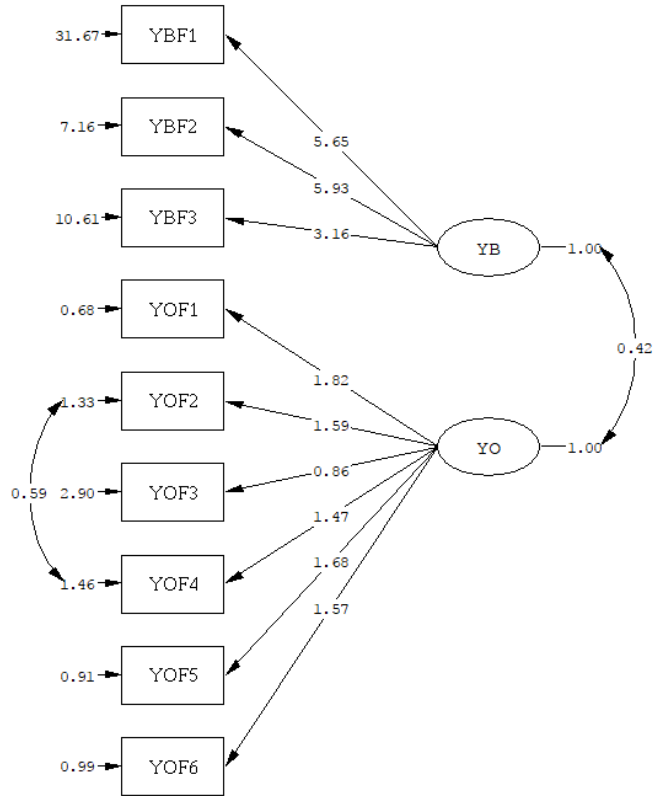 31.67 YBF1
7.16 YBF2
5.65
5.93
10.61 YBF3 3.16
YB 1.00
0.68 YOF1
0.42
1.82
1.33 YOF2 1.59
YO 1.00
0.86
0.59 2.90 YOF3
1.47
1.68
1.46 YOF4
1.57
0.91 YOF5
0.99 YOF6